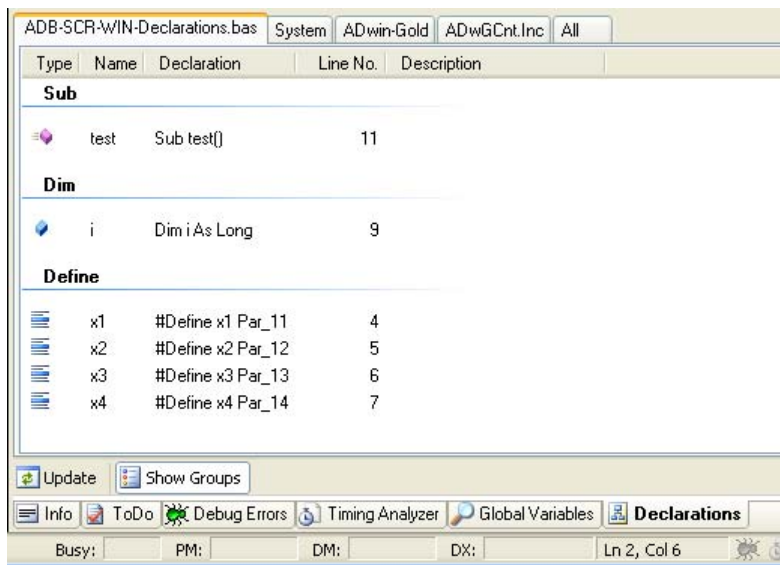 ADB-SCR-WIN-Declarations.bas System ADwin-Gold ADwGCnt.Inc All
Type Name Declaration Line No. Description
Sub
test Sub test() 11
Dim
i Dim i As Long 9
Define
x1 #Define x1 Par_11 4
x2 #Define x2 Par_12 5
x3 #Define x3 Par_13 6
x4 #Define x4 Par_14 7
Update Show Groups
Info ToDo Debug Errors Timing Analyzer Global Variables Declarations
Busy: PM: DM: DX: Ln 2, Col 6